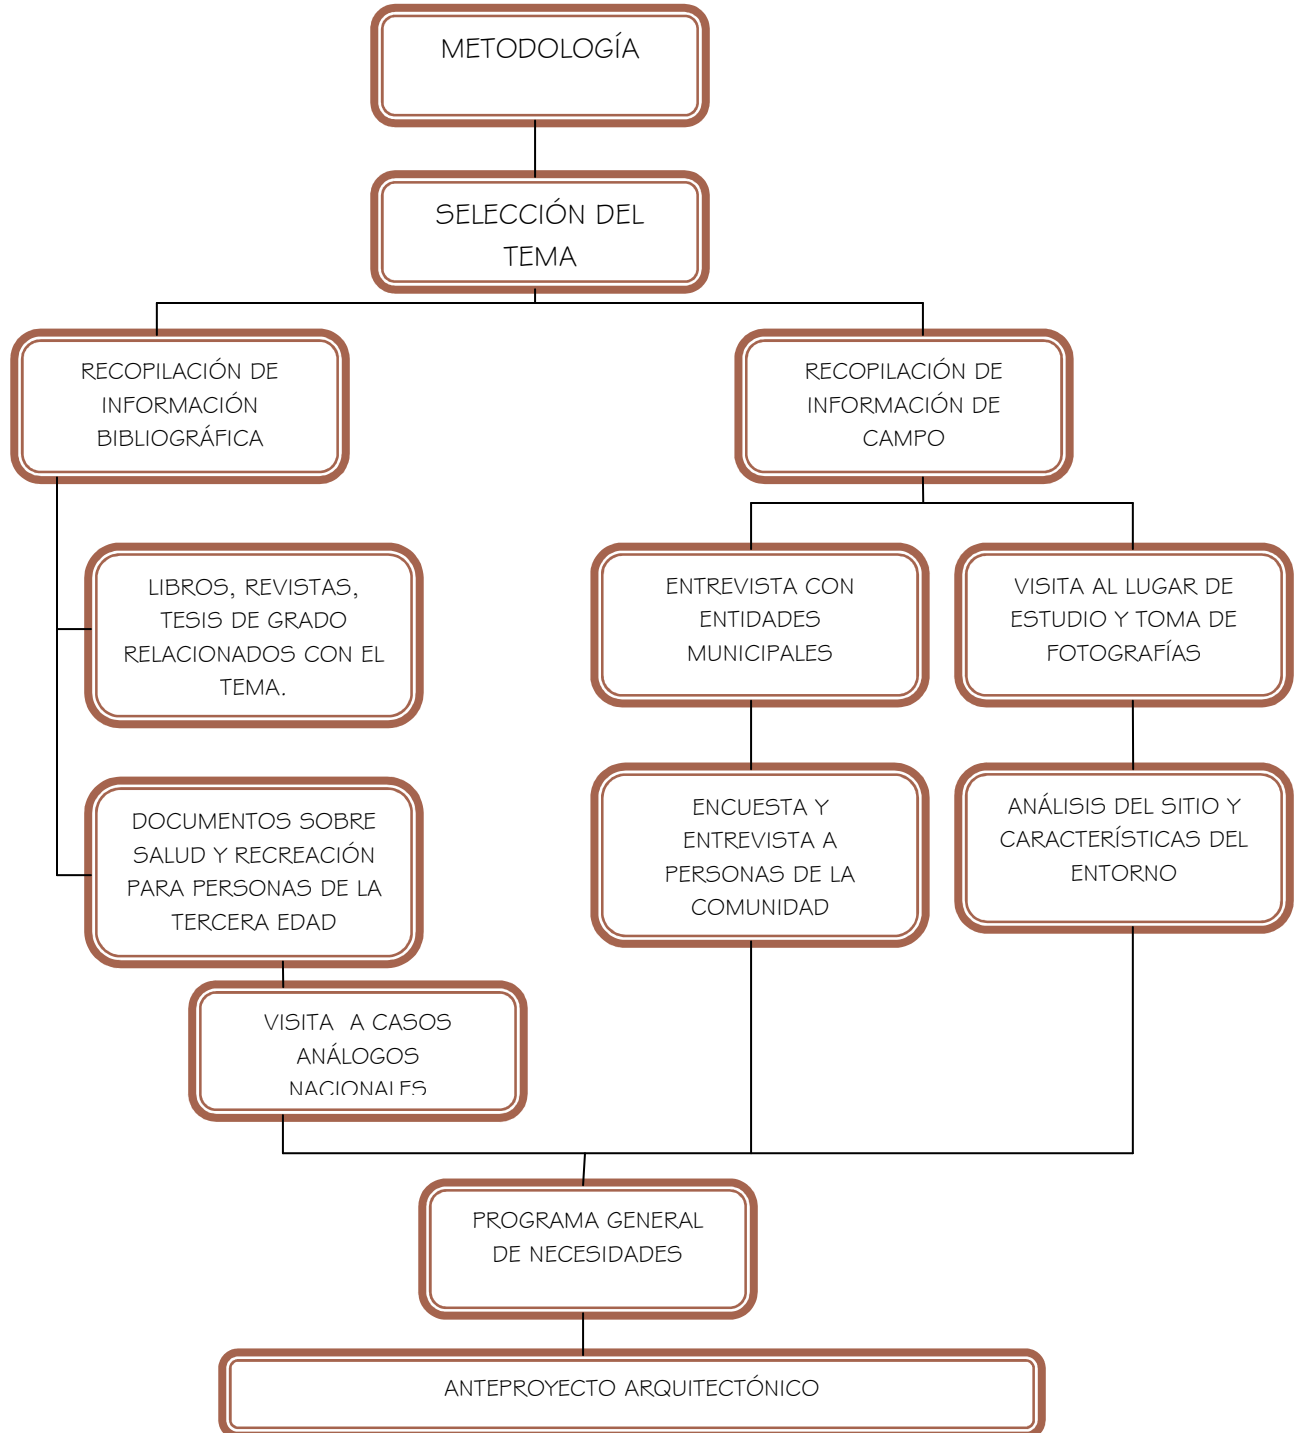 METODOLOGÍA
SELECCIÓN DEL
TEMA
RECOPILACIÓN DE
INFORMACIÓN
BIBLIOGRÁFICA
RECOPILACIÓN DE
INFORMACIÓN DE
CAMPO
LIBROS, REVISTAS,
TESIS DE GRADO
RELACIONADOS CON EL
TEMA.
ENTREVISTA CON
ENTIDADES
MUNICIPALES
VISITA AL LUGAR DE
ESTUDIO Y TOMA DE
FOTOGRAFÍAS
DOCUMENTOS SOBRE
SALUD Y RECREACIÓN
PARA PERSONAS DE LA
TERCERA EDAD
ENCUESTA Y
ENTREVISTA A
PERSONAS DE LA
COMUNIDAD
ANÁLISIS DEL SITIO Y
CARACTERÍSTICAS DEL
ENTORNO
VISITA A CASOS
ANÁLOGOS
NACIONALES
PROGRAMA GENERAL
DE NECESIDADES
ANTEPROYECTO ARQUITECTÓNICO